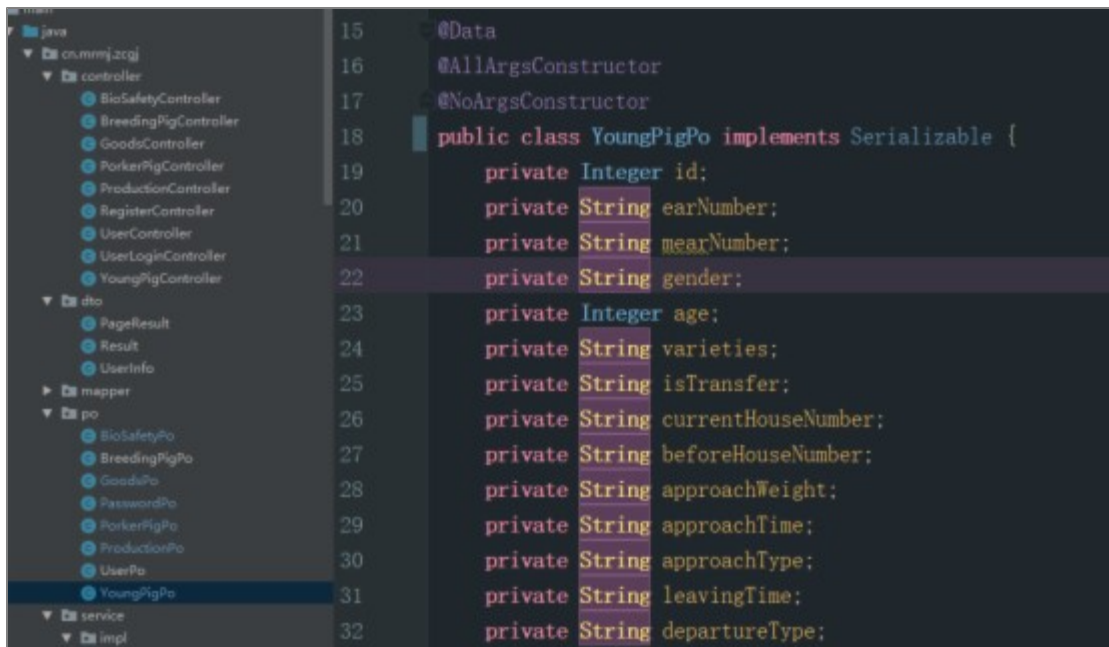 main
java
cn.mrmj.zcgj
controller
BioSafetyController
BreedingPigController
GoodsController
PorkerPigController
ProductionController
RegisterController
UserController
UserLoginController
YoungPigController
dto
PageResult
Result
UserInfo
mapper
po
BioSafetyPo
BreedingPigPo
GoodsPo
PasswordPo
PorkerPigPo
ProductionPo
UserPo
YoungPigPo
service
impl
15 @Data
16 @AllArgsConstructor
17 @NoArgsConstructor
18 public class YoungPigPo implements Serializable {
19 private Integer id;
20 private String earNumber;
21 private String mearNumber;
22 private String gender;
23 private Integer age;
24 private String varieties;
25 private String isTransfer;
26 private String currentHouseNumber;
27 private String beforeHouseNumber;
28 private String approachWeight;
29 private String approachTime;
30 private String approachType;
31 private String leavingTime;
32 private String departureType;